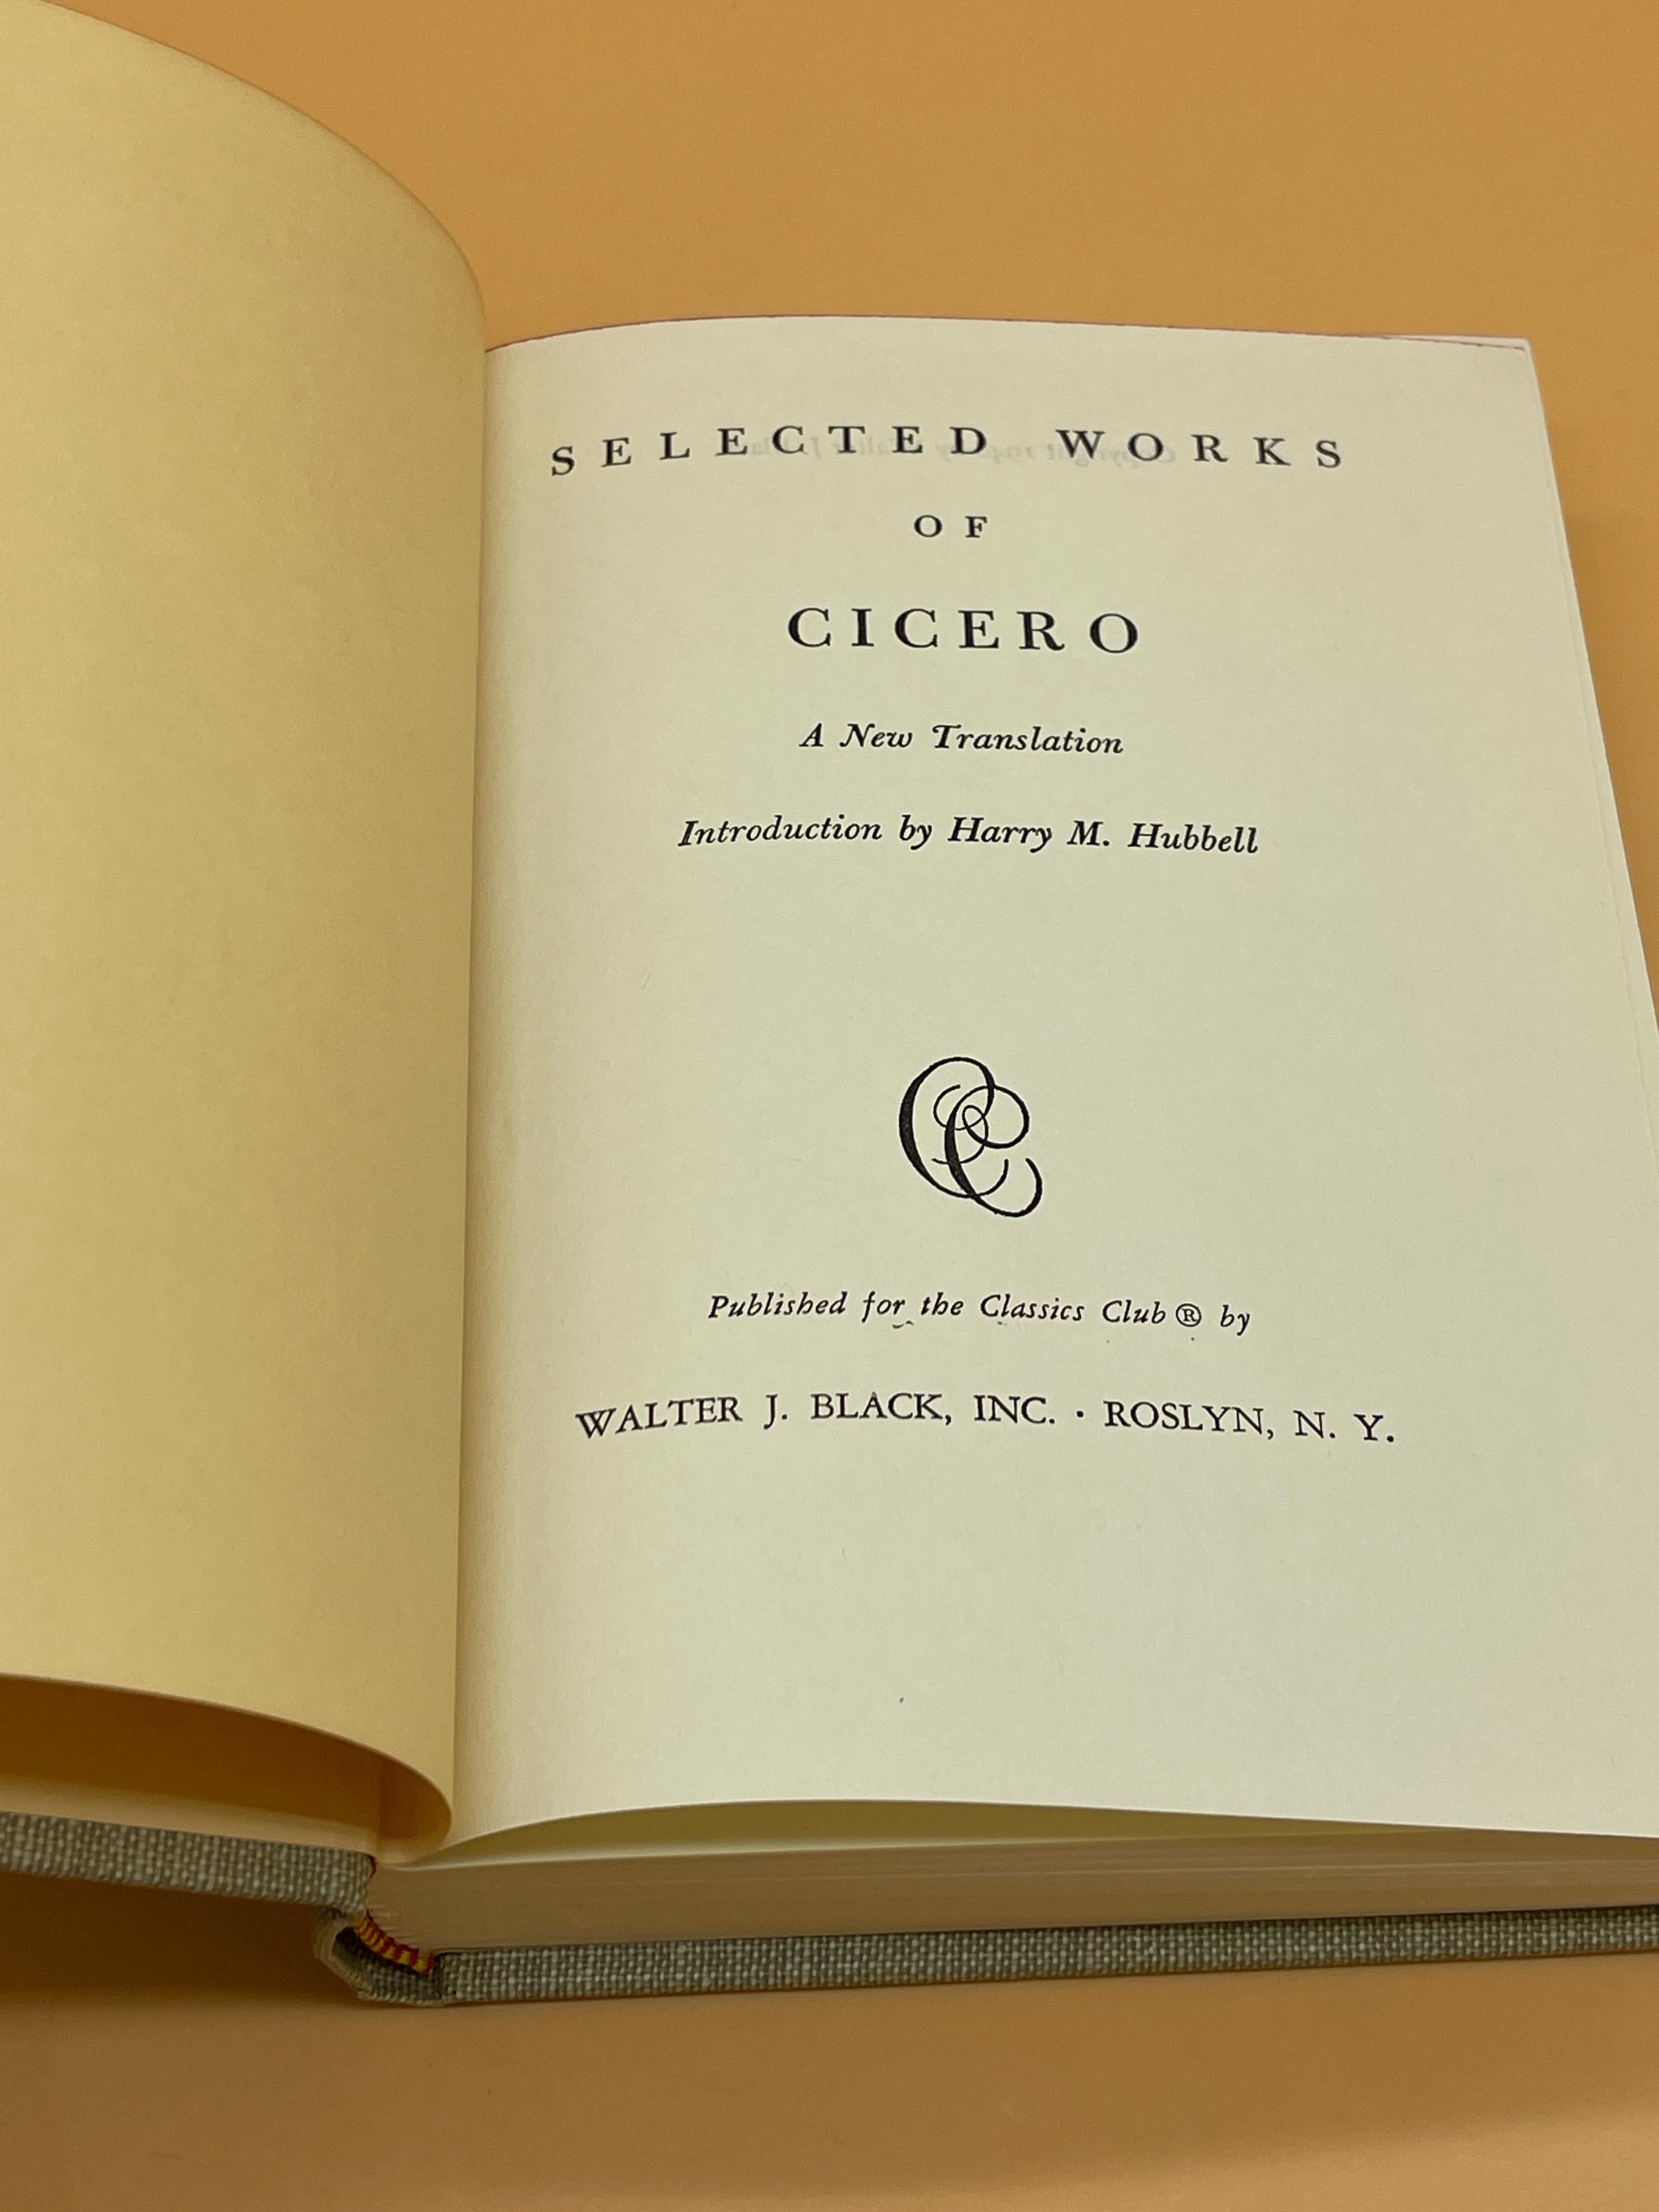 SELECTED WORKS
OF
CICERO
A New Translation
Introduction by Harry M. Hubbell
CC
Published for the Classics Club ® by
WALTER J. BLACK, INC. · ROSLYN, N. Y.